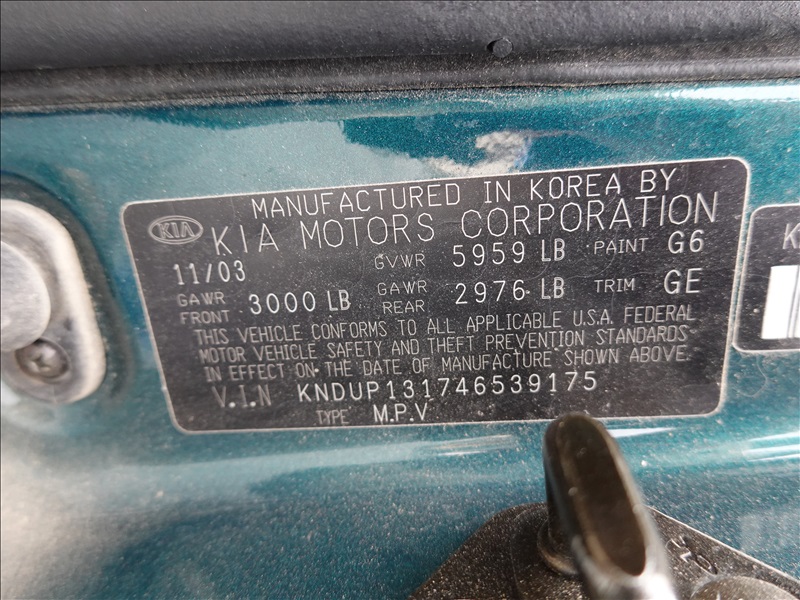 MANUFACTURED IN KOREA BY
KIA KIA MOTORS CORPORATION
11/03 GVWR 5959 LB PAINT G6
GAWR FRONT 3000 LB GAWR REAR 2976 LB TRIM GE
THIS VEHICLE CONFORMS TO ALL APPLICABLE U.S.A. FEDERAL
MOTOR VEHICLE SAFETY AND THEFT PREVENTION STANDARDS
IN EFFECT ON THE DATE OF MANUFACTURE SHOWN ABOVE.
V.I.N KNDUP131746539175
TYPE M.P.V